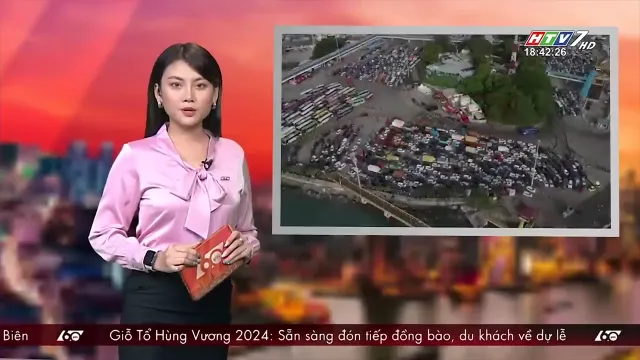 HTV7 HD
18:42:26
Biên
60
Giỗ Tổ Hùng Vương 2024: Sẵn sàng đón tiếp đồng bào, du khách về dự lễ
60